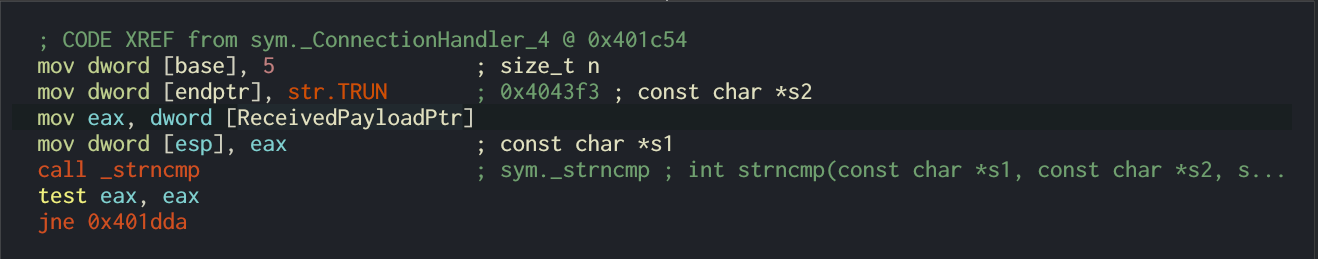 ; CODE XREF from sym._ConnectionHandler_4 @ 0x401c54
mov dword [base], 5 ; size_t n
mov dword [endptr], str.TRUN ; 0x4043f3 ; const char *s2
mov eax, dword [ReceivedPayloadPtr]
mov dword [esp], eax ; const char *s1
call _strncmp ; sym._strncmp ; int strncmp(const char *s1, const char *s2, s...
test eax, eax
jne 0x401dda